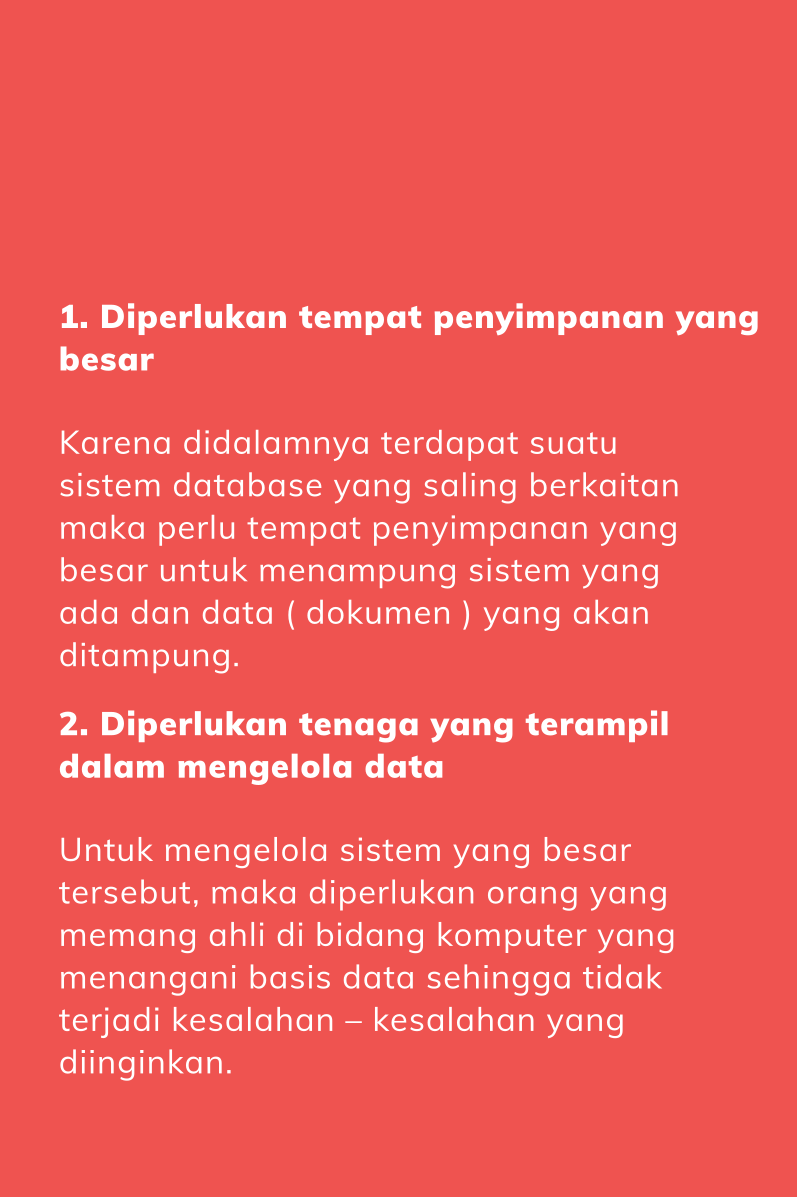 1. Diperlukan tempat penyimpanan yang
besar
Karena didalamnya terdapat suatu
sistem database yang saling berkaitan
maka perlu tempat penyimpanan yang
besar untuk menampung sistem yang
ada dan data ( dokumen ) yang akan
ditampung.
2. Diperlukan tenaga yang terampil
dalam mengelola data
Untuk mengelola sistem yang besar
tersebut, maka diperlukan orang yang
memang ahli di bidang komputer yang
menangani basis data sehingga tidak
terjadi kesalahan – kesalahan yang
diinginkan.